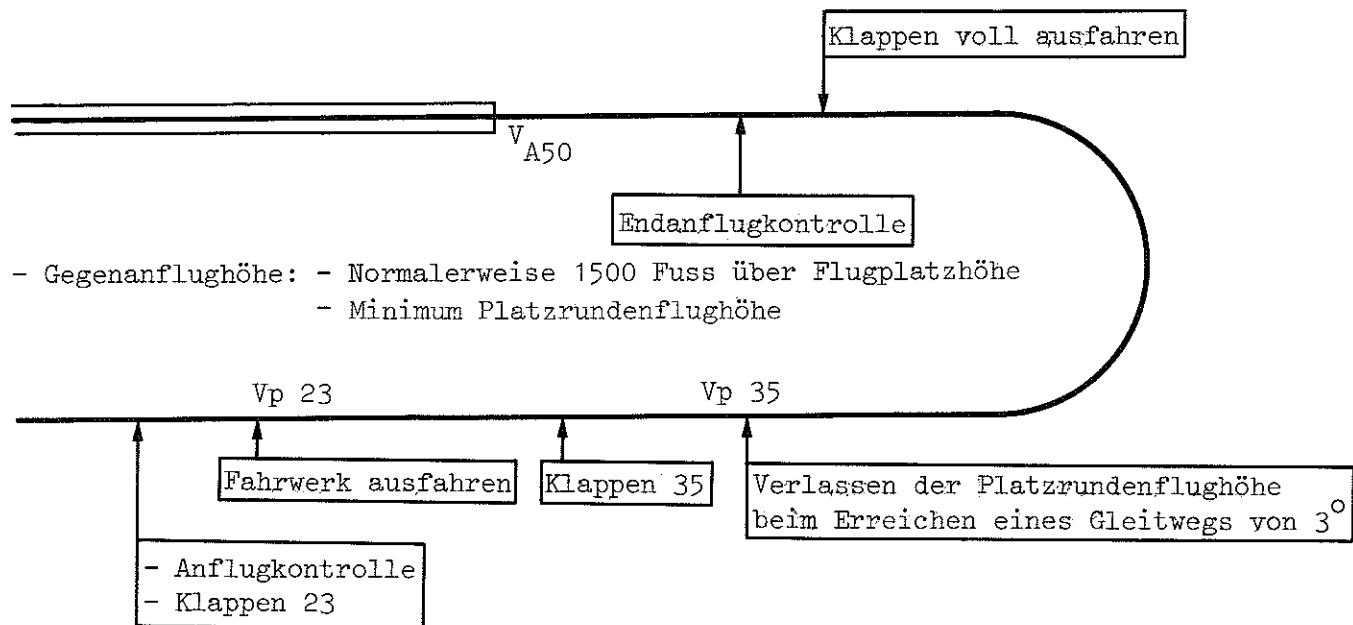 Klappen voll ausfahren
VA50
Endanflugkontrolle
- Gegenanflughöhe: - Normalerweise 1500 Fuss über Flugplatzhöhe
- Minimum Platzrundenflughöhe
Vp 23
Vp 35
Fahrwerk ausfahren
Klappen 35
Verlassen der Platzrundenflughöhe
beim Erreichen eines Gleitwegs von 3°
- Anflugkontrolle
- Klappen 23